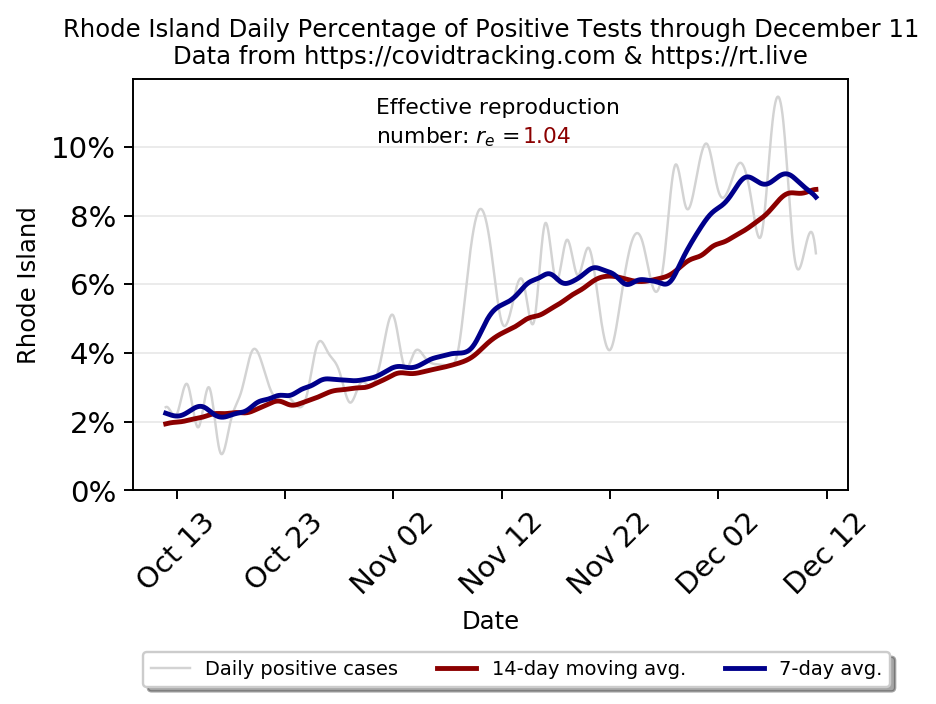 Rhode Island Daily Percentage of Positive Tests through December 11
Data from https://covidtracking.com & https://rt.live
Effective reproduction
number: rₑ = 1.04
10%
8%
6%
4%
2%
0%
Rhode Island
Oct 13
Oct 23
Nov 02
Nov 12
Nov 22
Dec 02
Dec 12
Date
Daily positive cases
14-day moving avg.
7-day avg.